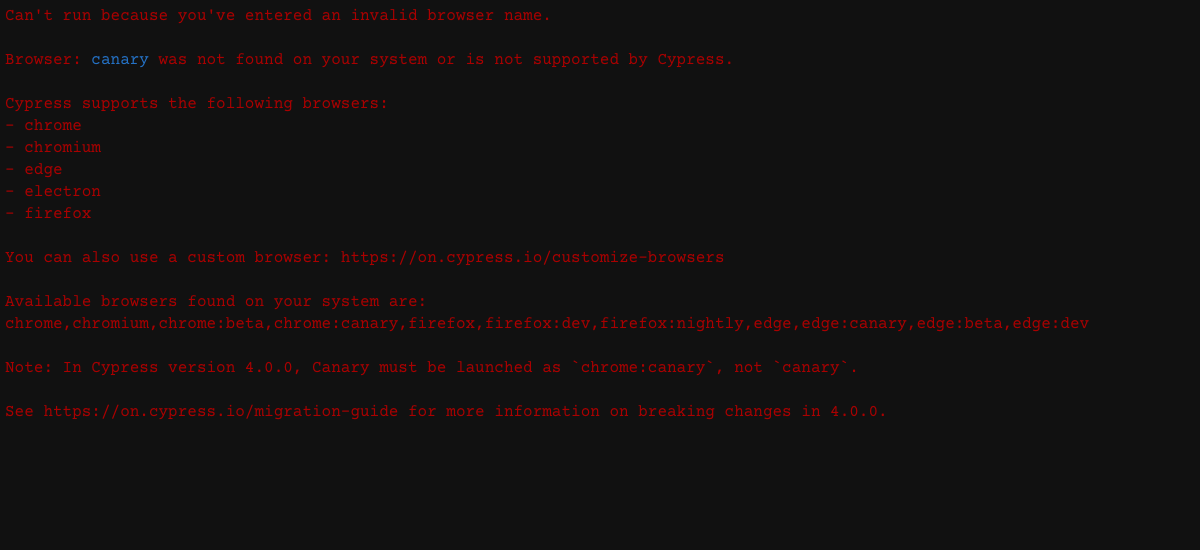 Can't run because you've entered an invalid browser name.
Browser: canary was not found on your system or is not supported by Cypress.
Cypress supports the following browsers:
- chrome
- chromium
- edge
- electron
- firefox
You can also use a custom browser: https://on.cypress.io/customize-browsers
Available browsers found on your system are:
chrome,chromium,chrome:beta,chrome:canary,firefox,firefox:dev,firefox:nightly,edge,edge:canary,edge:beta,edge:dev
Note: In Cypress version 4.0.0, Canary must be launched as `chrome:canary`, not `canary`.
See https://on.cypress.io/migration-guide for more information on breaking changes in 4.0.0.